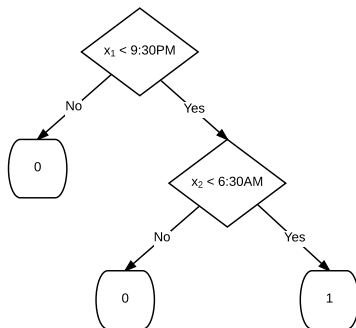 x₁ < 9:30PM
No
Yes
0
x₂ < 6:30AM
No
Yes
0
1